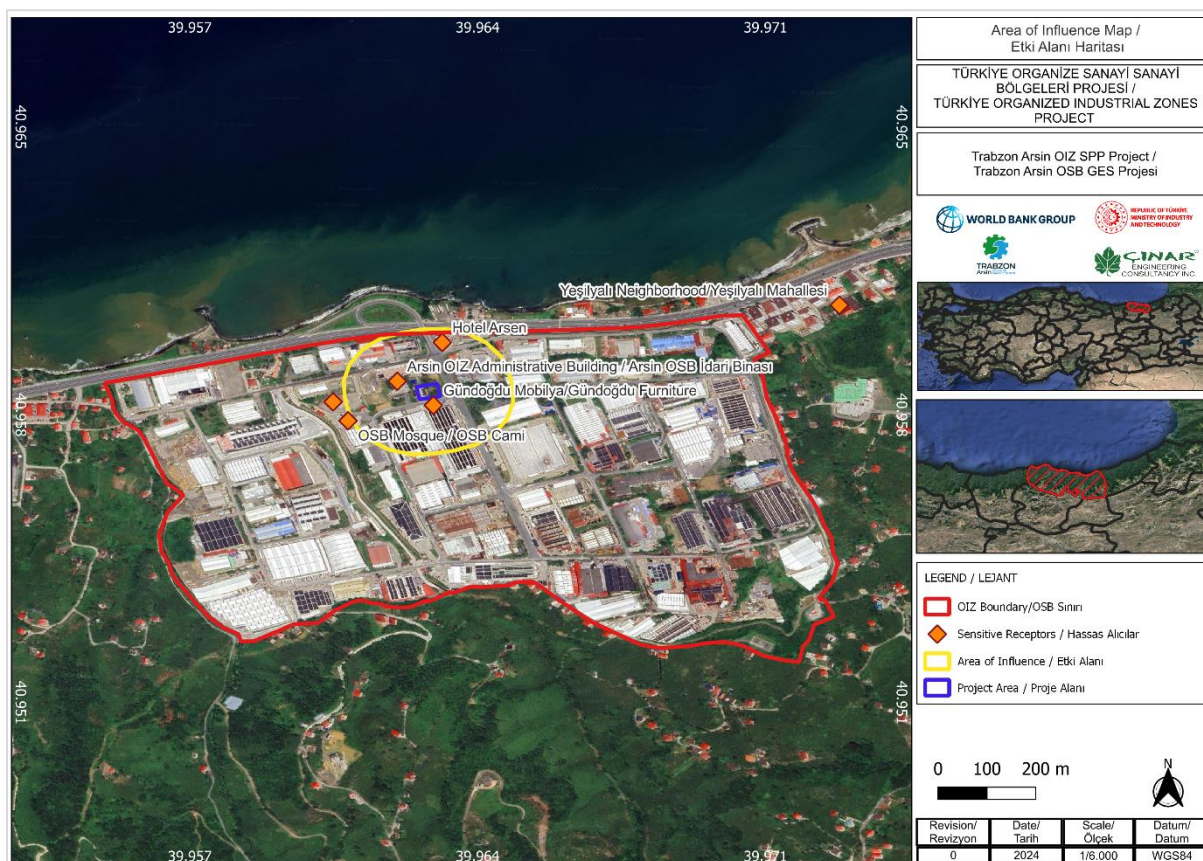 39.957
39.964
39.971
40.965
40.965
Yeşilyalı Neighborhood/Yeşilyalı Mahallesi
Hotel Arsen
Arsin OIZ Administrative Building / Arsin OSB İdari Binası
Gündoğdu Mobilya/Gündoğdu Furniture
OSB Mosque / OSB Cami
40.958
40.958
40.951
40.951
39.957
39.964
39.971
Area of Influence Map /
Etki Alanı Haritası
TÜRKİYE ORGANİZE SANAYİ SANAYİ
BÖLGELERİ PROJESİ /
TÜRKİYE ORGANIZED INDUSTRIAL ZONES
PROJECT
Trabzon Arsin OIZ SPP Project /
Trabzon Arsin OSB GES Projesi
WORLD BANK GROUP
REPUBLIC OF TÜRKİYE
MINISTRY OF INDUSTRY
AND TECHNOLOGY
TRABZON
Arsin
ÇINAR
ENGINEERING
CONSULTANCY INC.
LEGEND / LEJANT
OIZ Boundary/OSB Sınırı
Sensitive Receptors / Hassas Alıcılar
Area of Influence / Etki Alanı
Project Area / Proje Alanı
0 100 200 m
N
Revision/ Date/ Scale/ Datum/
Revizyon Tarih Ölçek Datum
0 2024 1/6.000 WGS84